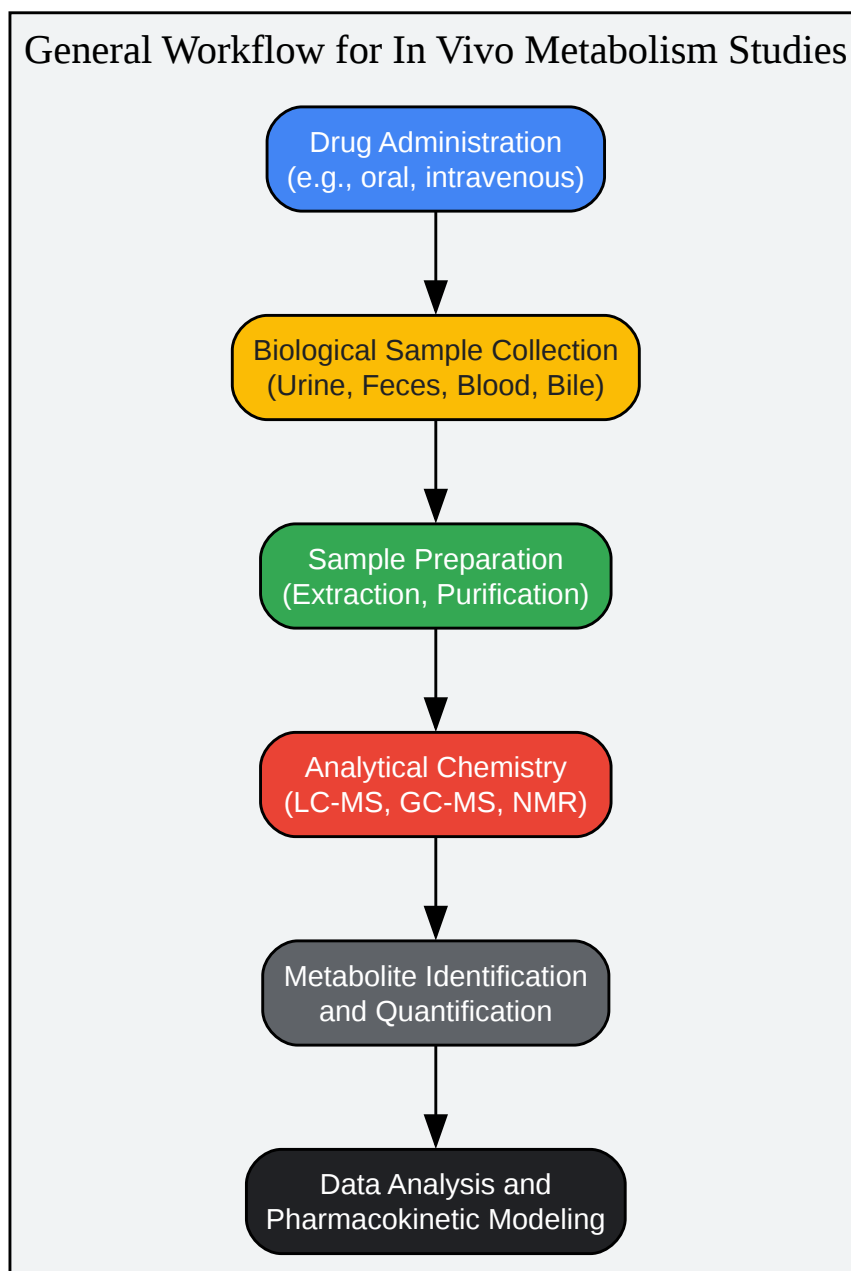 General Workflow for In Vivo Metabolism Studies
Drug Administration
(e.g., oral, intravenous)
Biological Sample Collection
(Urine, Feces, Blood, Bile)
Sample Preparation
(Extraction, Purification)
Analytical Chemistry
(LC-MS, GC-MS, NMR)
Metabolite Identification
and Quantification
Data Analysis and
Pharmacokinetic Modeling